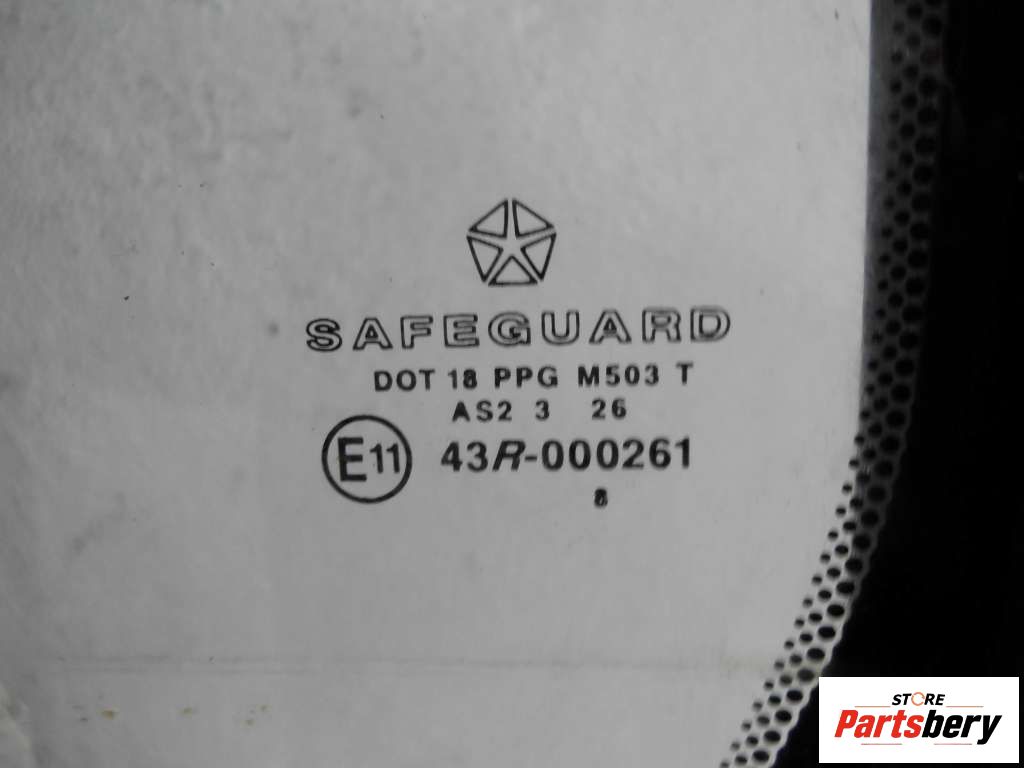 SAFEGUARD
DOT 18 PPG M503 T
AS2 3 26
E11 43R-000261
8
STORE
Partsbery